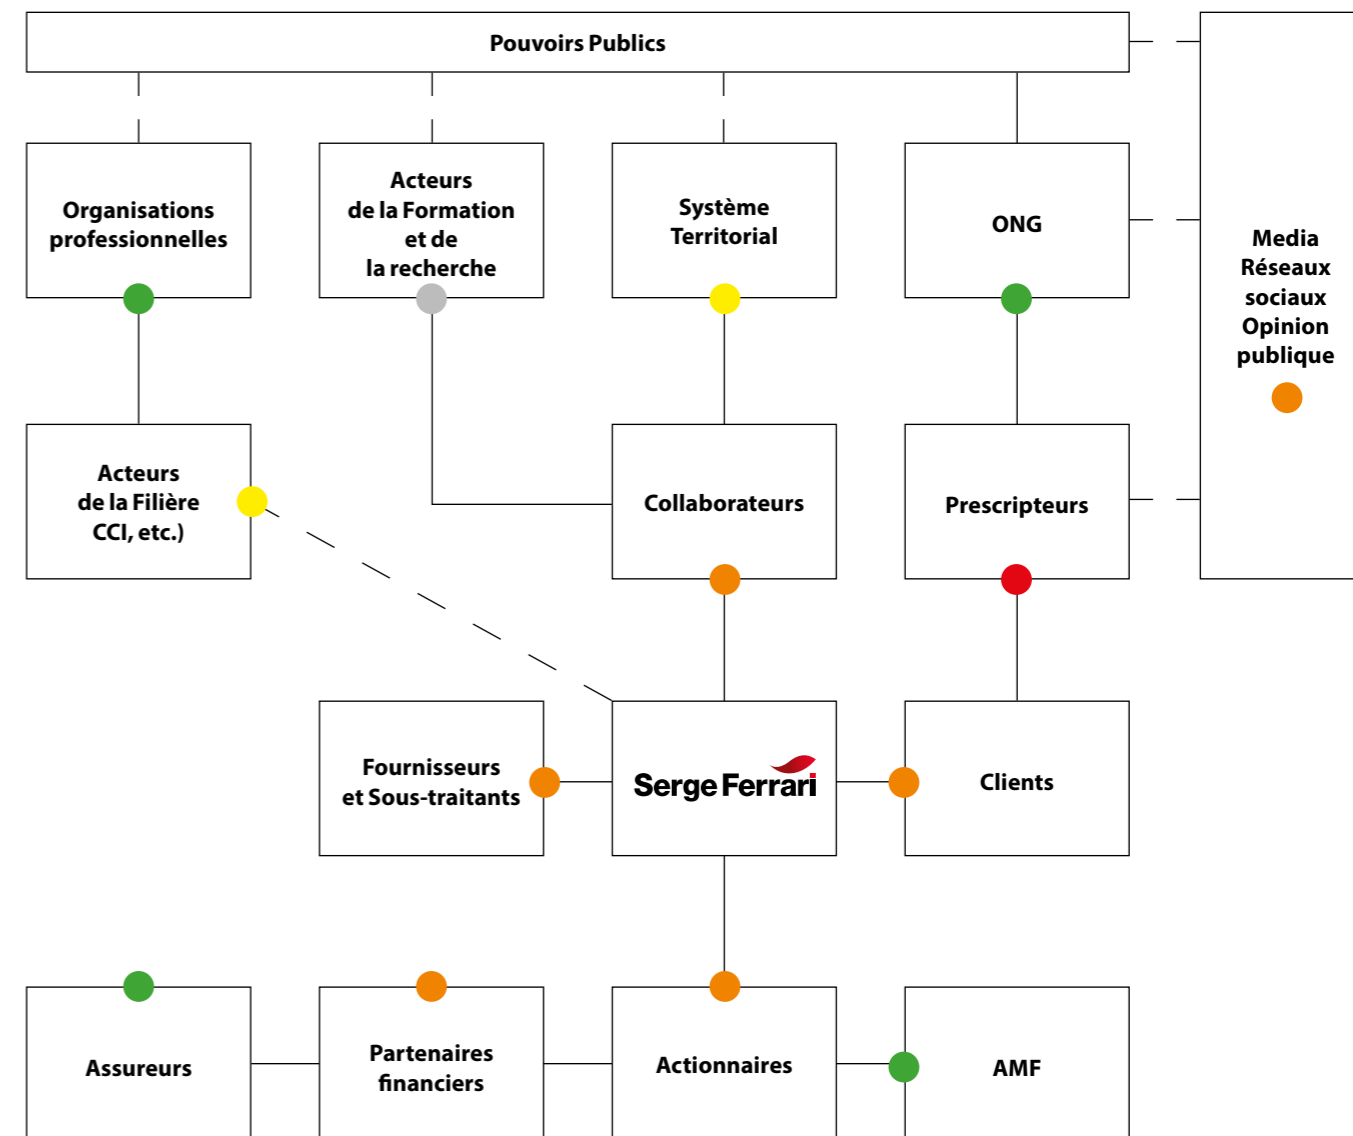 Pouvoirs Publics
Organisations
professionnelles
Acteurs
de la Formation
et de
la recherche
Système
Territorial
ONG
Media
Réseaux
sociaux
Opinion
publique
Acteurs
de la Filière
CCI, etc.)
Collaborateurs
Prescripteurs
Fournisseurs
et Sous-traitants
Serge Ferrari
Clients
Assureurs
Partenaires
financiers
Actionnaires
AMF